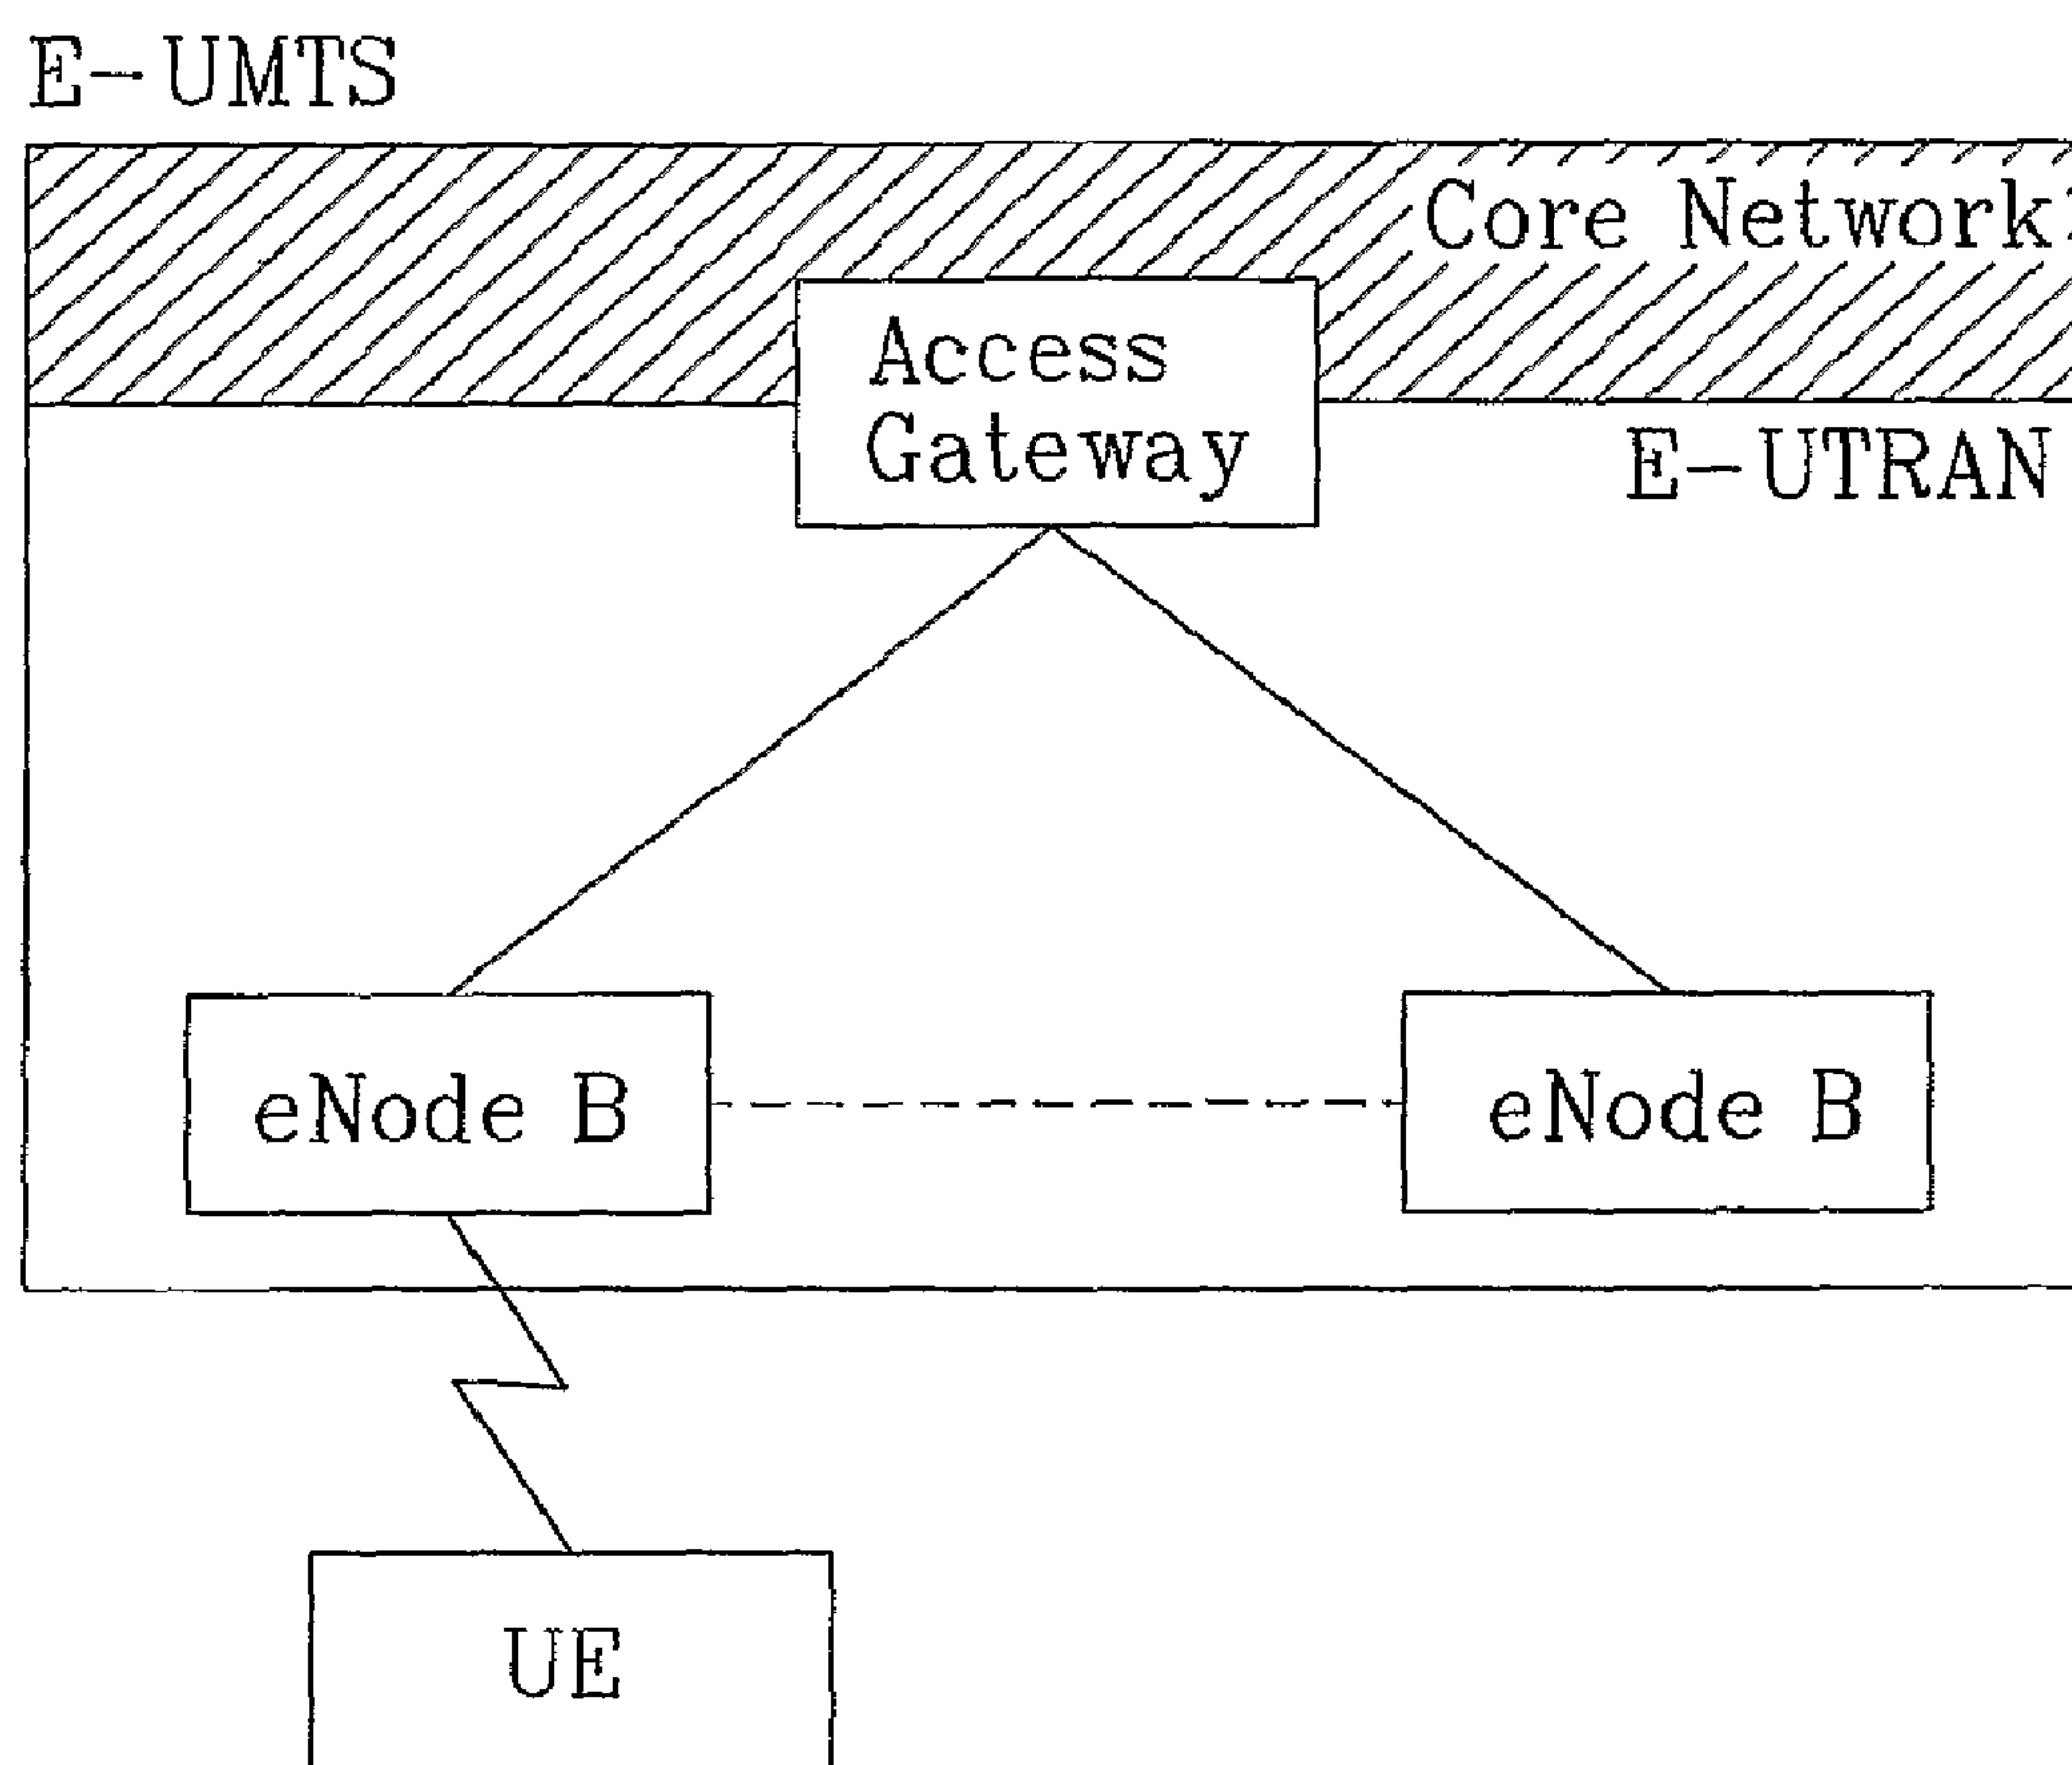 E-UMTS
Core Network
Access
Gateway
E-UTRAN
eNode B
eNode B
UE